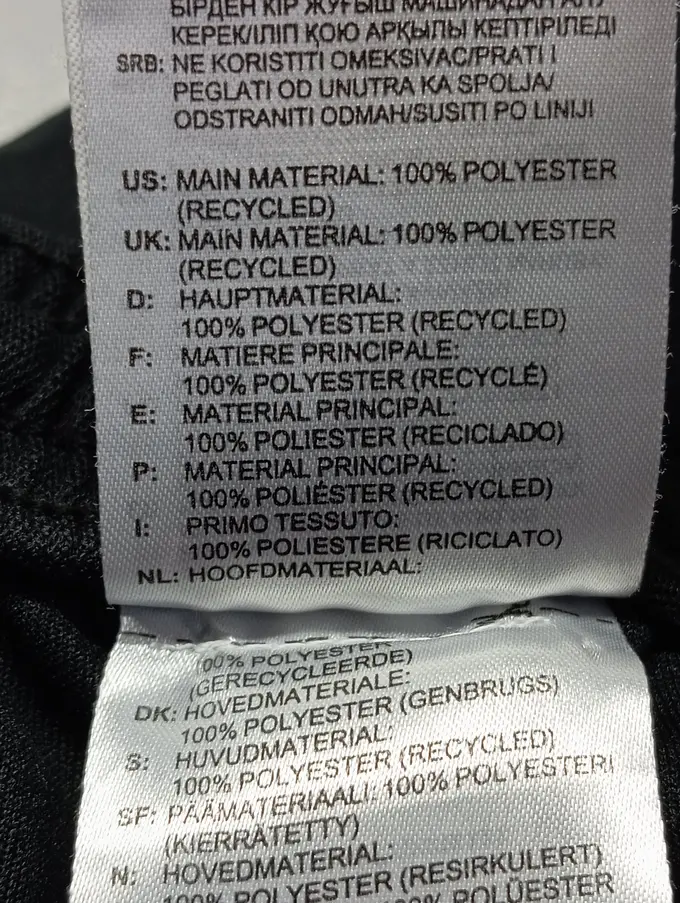 КЕРЕК/ІЛІП ҚОЮ АРҚЫЛЫ КЕПТІРІЛЕДІ
SRB: NE KORISTITI OMEKSIVAC/PRATI I
PEGLATI OD UNUTRA KA SPOLJA/
ODSTRANITI ODMAH/SUSITI PO LINIJI
US: MAIN MATERIAL: 100% POLYESTER
(RECYCLED)
UK: MAIN MATERIAL: 100% POLYESTER
(RECYCLED)
D: HAUPTMATERIAL:
100% POLYESTER (RECYCLED)
F: MATIERE PRINCIPALE:
100% POLYESTER (RECYCLÉ)
E: MATERIAL PRINCIPAL:
100% POLIESTER (RECICLADO)
P: MATERIAL PRINCIPAL:
100% POLIÉSTER (RECYCLED)
I: PRIMO TESSUTO:
100% POLIESTERE (RICICLATO)
NL: HOOFDMATERIAAL:
100% POLYESTER
(GERECYCLEERDE)
DK: HOVEDMATERIALE:
100% POLYESTER (GENBRUGS)
S: HUVUDMATERIAL:
100% POLYESTER (RECYCLED)
SF: PÄÄMATERIAALI: 100% POLYESTERI
(KIERRÄTETTY)
N: HOVEDMATERIAL:
100% POLYESTER (RESIRKULERT)
POLÜESTER